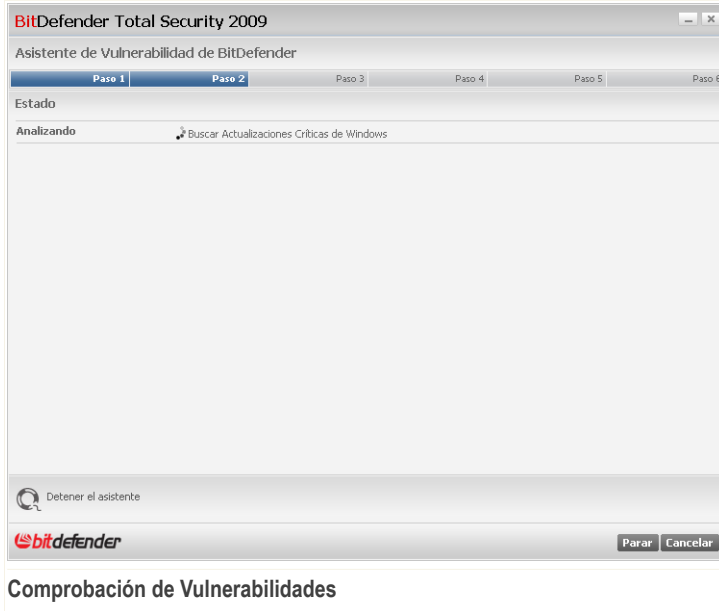 BitDefender Total Security 2009
Asistente de Vulnerabilidad de BitDefender
Paso 1 Paso 2 Paso 3 Paso 4 Paso 5 Paso 6
Estado
Analizando Buscar Actualizaciones Críticas de Windows
Detener el asistente
bitdefender Parar Cancelar
Comprobación de Vulnerabilidades